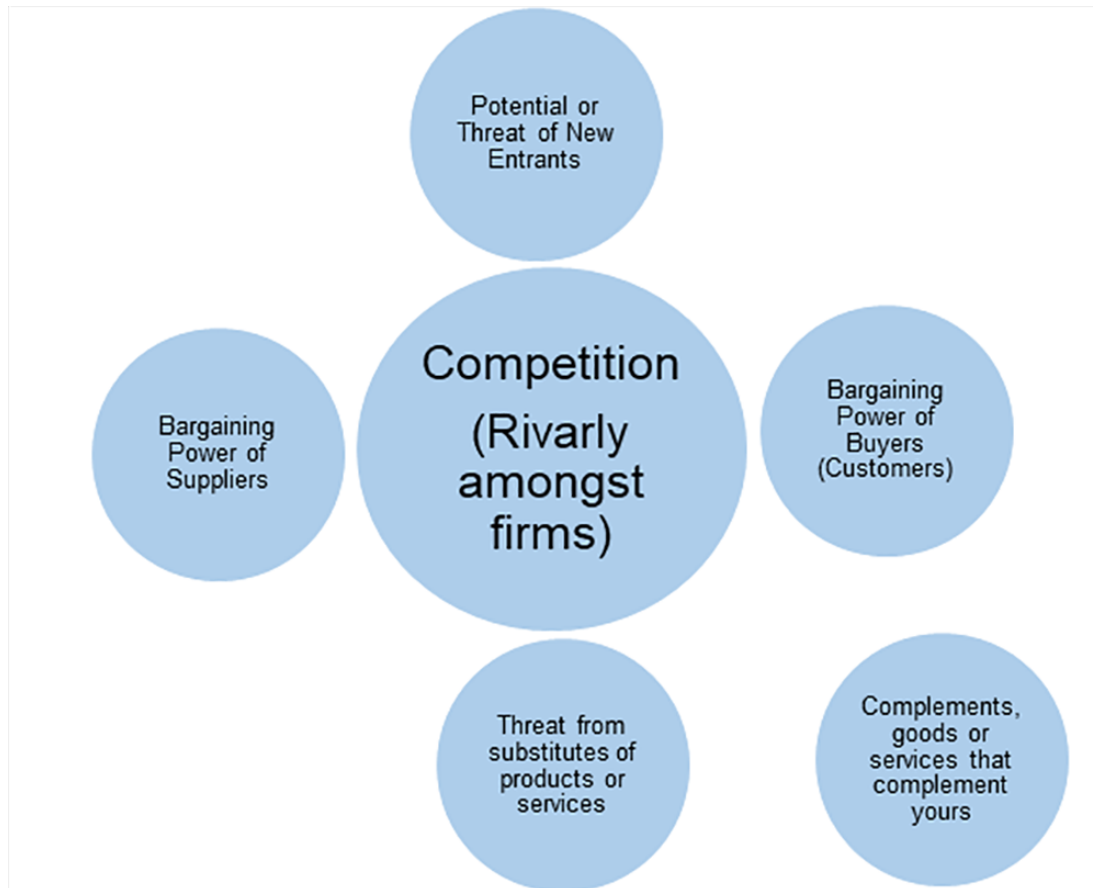 Potential or
Threat of New
Entrants
Competition
(Rivarly
amongst
firms)
Bargaining
Power of
Suppliers
Bargaining
Power of
Buyers
(Customers)
Threat from
substitutes of
products or
services
Complements,
goods or
services that
complement
yours